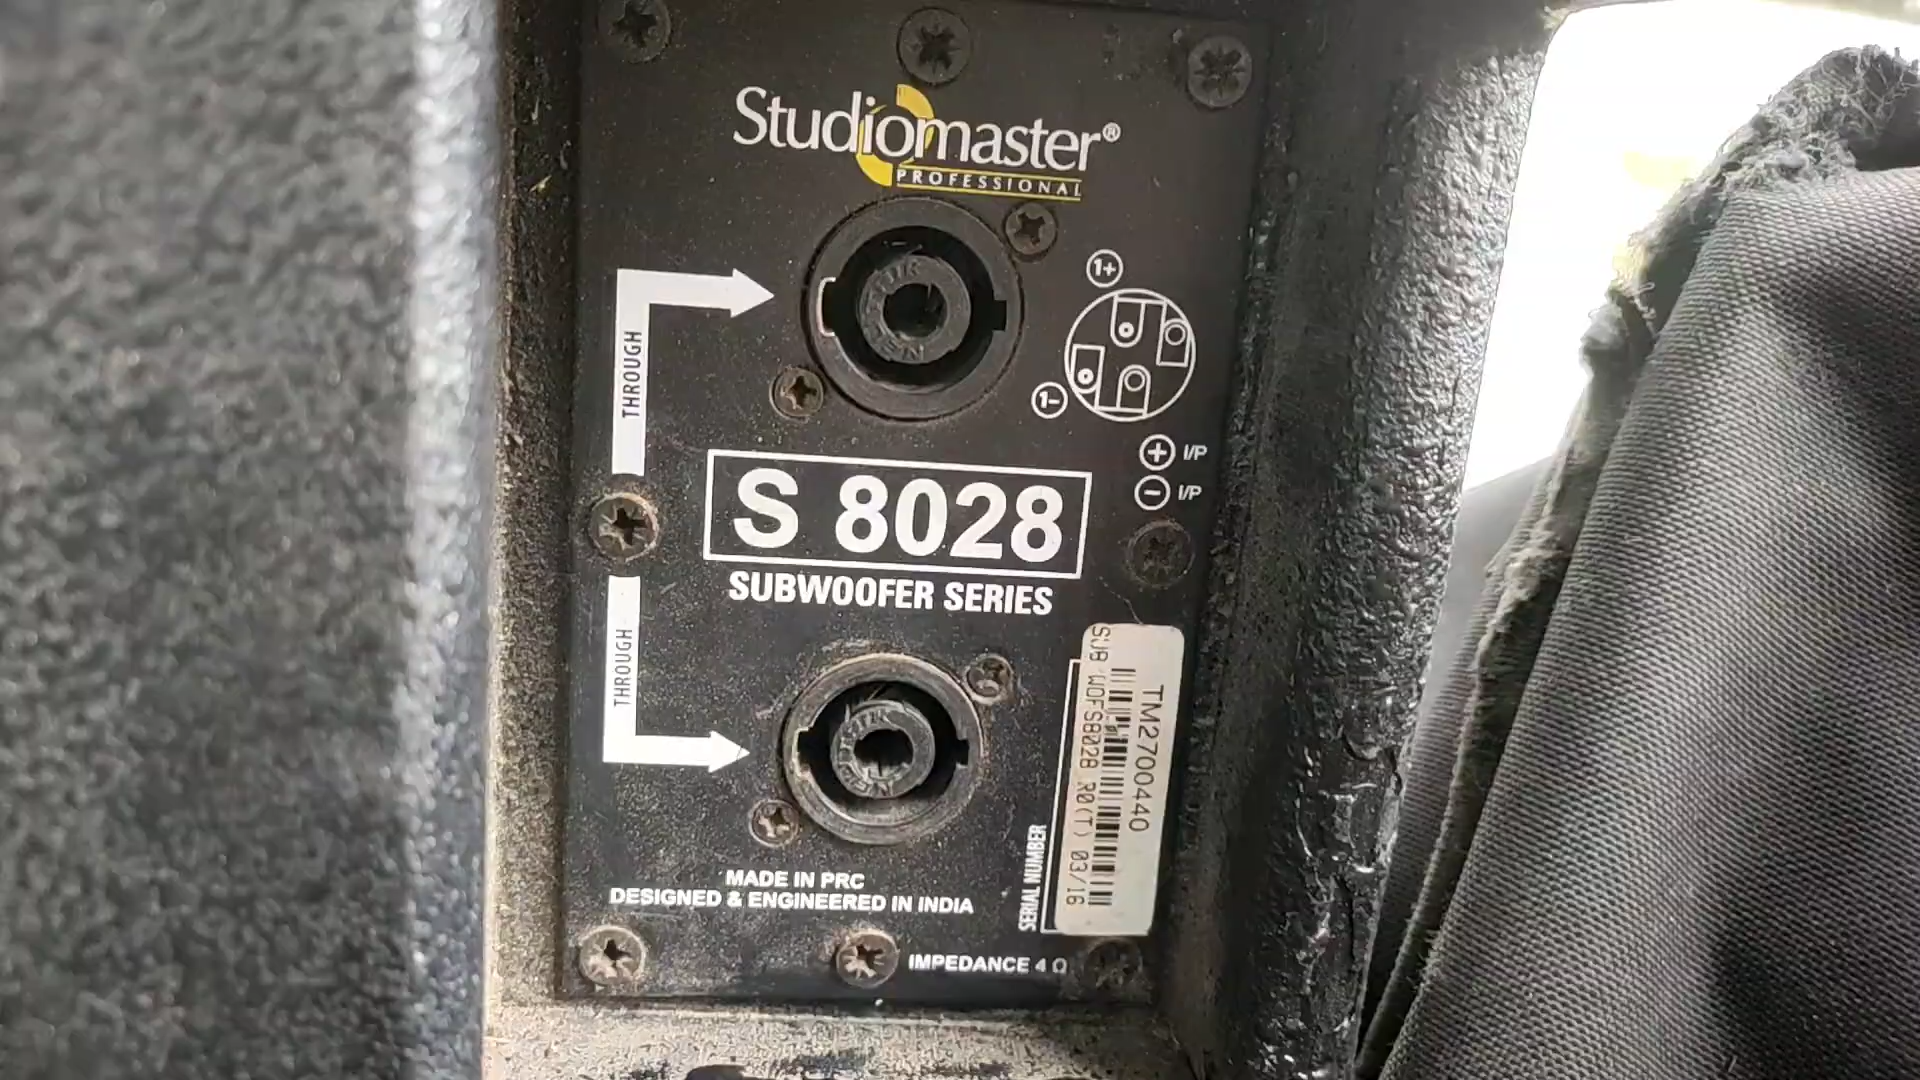 Studiomaster®
PROFESSIONAL
1+
THROUGH
1-
+ I/P
- I/P
S 8028
SUBWOOFER SERIES
THROUGH
TM2700440
SUB WOFS8028 R0(T) 03/16
SERIAL NUMBER
MADE IN PRC
DESIGNED & ENGINEERED IN INDIA
IMPEDANCE 4 Ω